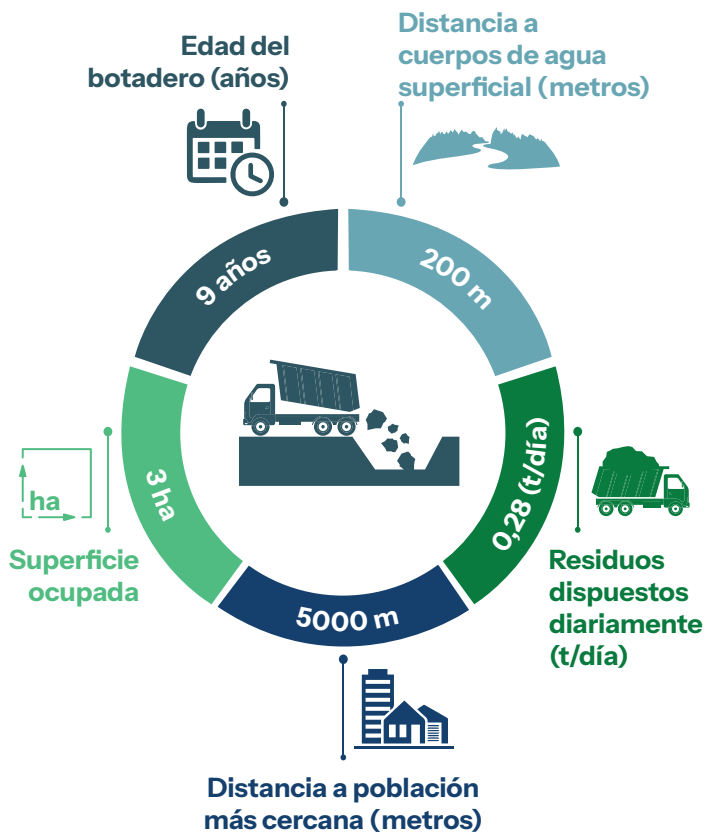 Edad del
botadero (años)
Distancia a
cuerpos de agua
superficial (metros)
9 años
200 m
3 ha
0,28 (t/día)
5000 m
ha
Superficie
ocupada
Residuos
dispuestos
diariamente
(t/día)
Distancia a población
más cercana (metros)